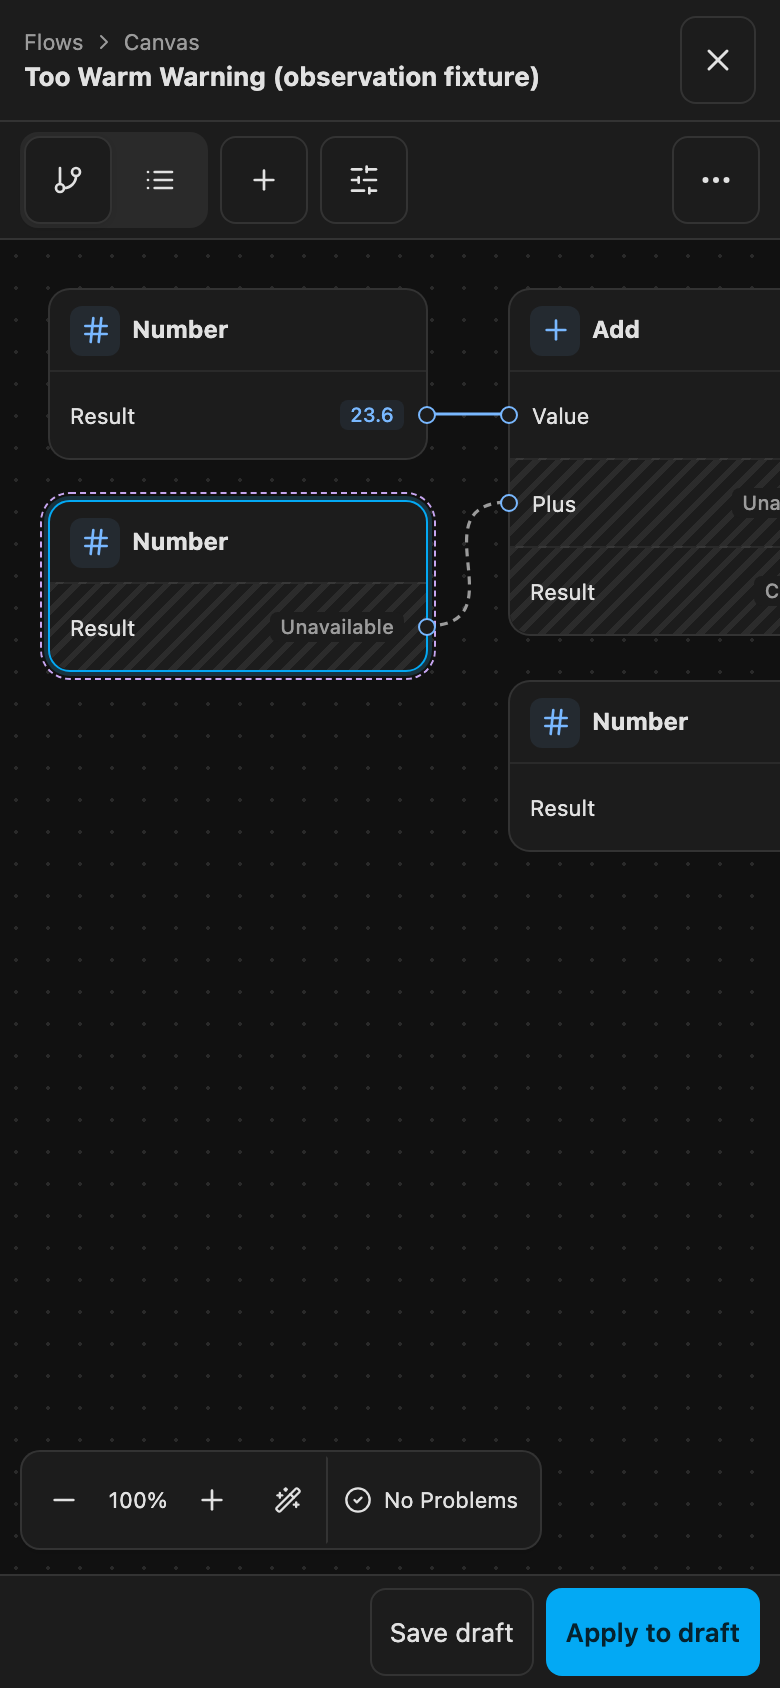 Flows > Canvas
Too Warm Warning (observation fixture)
Number
Result 23.6
Add
Value
Plus Una
Result C
Number
Result Unavailable
Number
Result
100%
No Problems
Save draft
Apply to draft